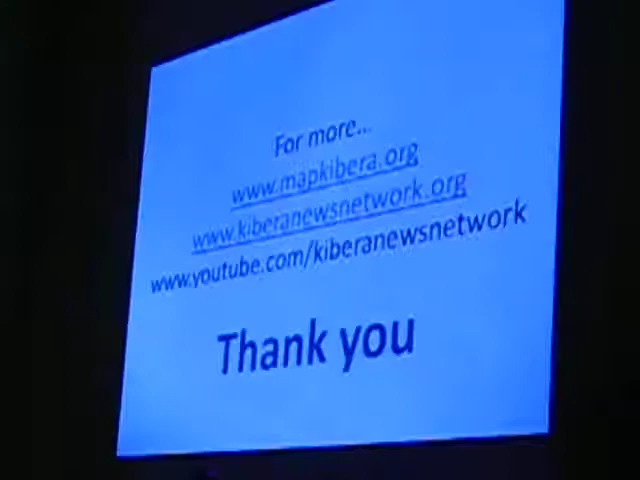 For more...
www.mapkibera.org
www.kiberanewsnetwork.org
www.youtube.com/kiberanewsnetwork
Thank you